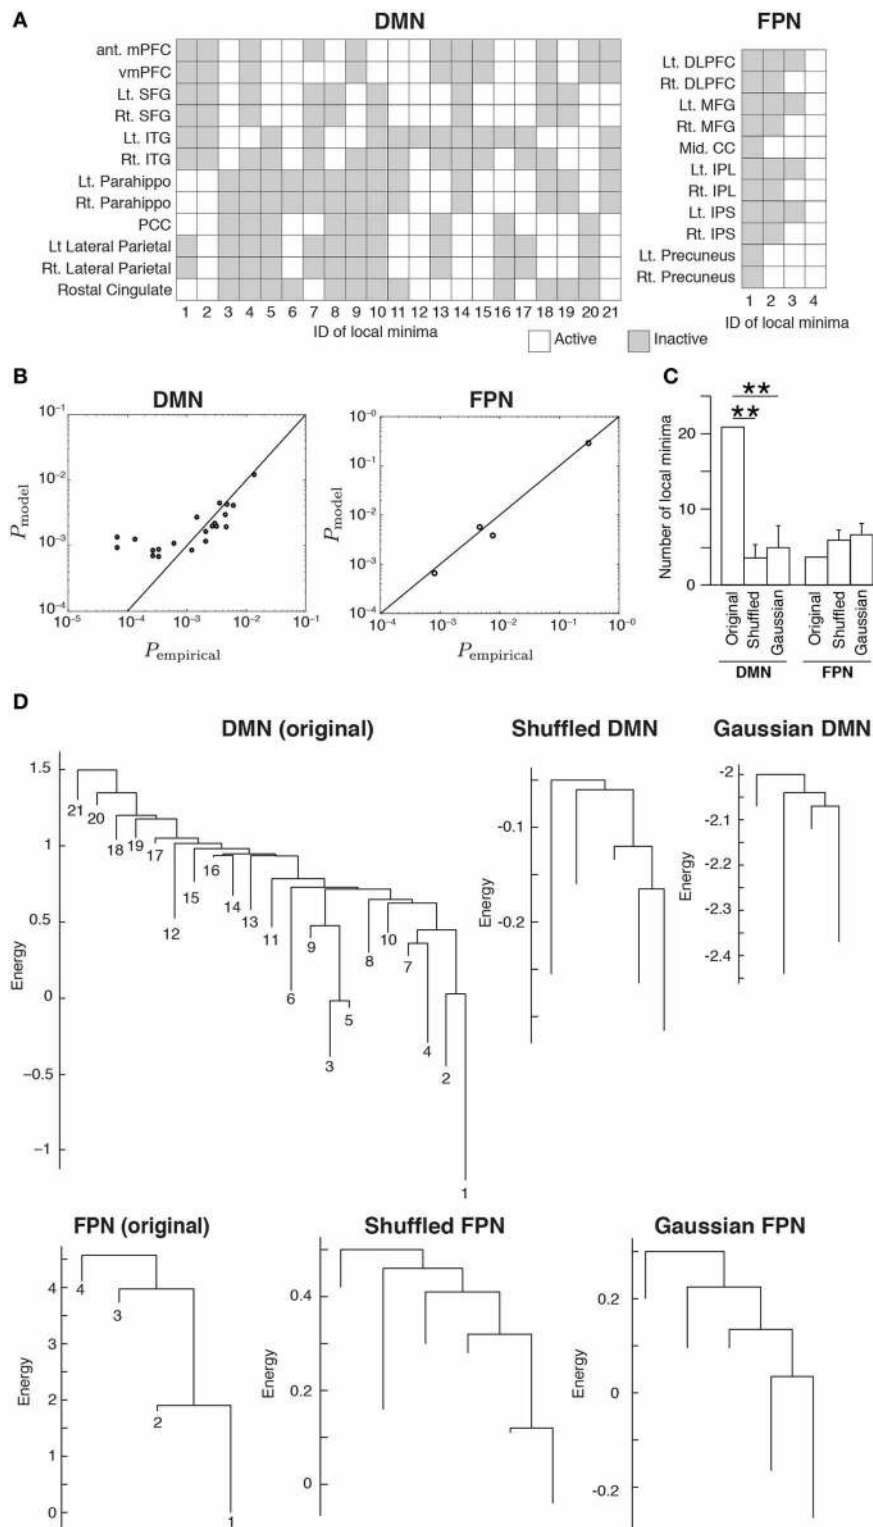 A
DMN
FPN
ant. mPFC
vmPFC
Lt. SFG
Rt. SFG
Lt. ITG
Rt. ITG
Lt. Parahippo
Rt. Parahippo
PCC
Lt Lateral Parietal
Rt. Lateral Parietal
Rostal Cingulate
1 2 3 4 5 6 7 8 9 10 11 12 13 14 15 16 17 18 19 20 21
ID of local minima
Lt. DLPFC
Rt. DLPFC
Lt. MFG
Rt. MFG
Mid. CC
Lt. IPL
Rt. IPL
Lt. IPS
Rt. IPS
Lt. Precuneus
Rt. Precuneus
1 2 3 4
ID of local minima
Active
Inactive
B
DMN
10⁻¹
10⁻²
10⁻³
10⁻⁴
P model
10⁻⁵ 10⁻⁴ 10⁻³ 10⁻² 10⁻¹
P empirical
FPN
10⁻⁰
10⁻¹
10⁻²
10⁻³
10⁻⁴
P model
10⁻⁴ 10⁻³ 10⁻² 10⁻¹ 10⁻⁰
P empirical
C
**
**
Number of local minima
20
10
0
Original
Shuffled
Gaussian
Original
Shuffled
Gaussian
DMN
FPN
D
DMN (original)
Energy
1.5
1
0.5
0
−0.5
−1
21
20
18
19
17
12
15
16
14
13
11
6
9
3
5
8
10
7
4
2
1
Shuffled DMN
Energy
-0.1
-0.2
Gaussian DMN
Energy
-2
-2.1
-2.2
-2.3
-2.4
FPN (original)
Energy
4
3
2
1
0
4
3
2
1
Shuffled FPN
Energy
0.4
0.2
0
Gaussian FPN
Energy
0.2
0
-0.2